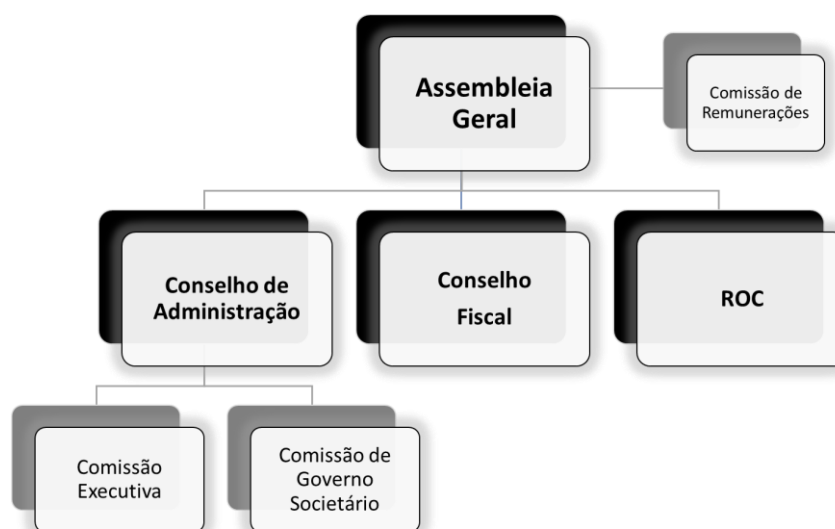 Assembleia
Geral
Comissão de
Remunerações
Conselho de
Administração
Conselho
Fiscal
ROC
Comissão
Executiva
Comissão de
Governo
Societário